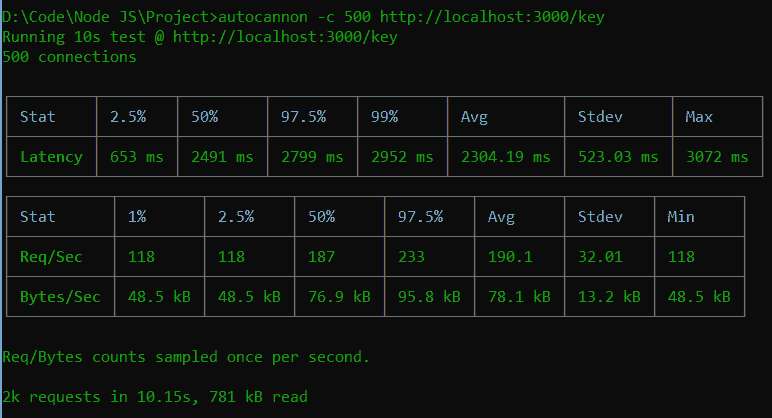 D:\Code\Node JS\Project>autocannon -c 500 http://localhost:3000/key
Running 10s test @ http://localhost:3000/key
500 connections
Stat 2.5% 50% 97.5% 99% Avg Stdev Max
Latency 653 ms 2491 ms 2799 ms 2952 ms 2304.19 ms 523.03 ms 3072 ms
Stat 1% 2.5% 50% 97.5% Avg Stdev Min
Req/Sec 118 118 187 233 190.1 32.01 118
Bytes/Sec 48.5 kB 48.5 kB 76.9 kB 95.8 kB 78.1 kB 13.2 kB 48.5 kB
Req/Bytes counts sampled once per second.
2k requests in 10.15s, 781 kB read